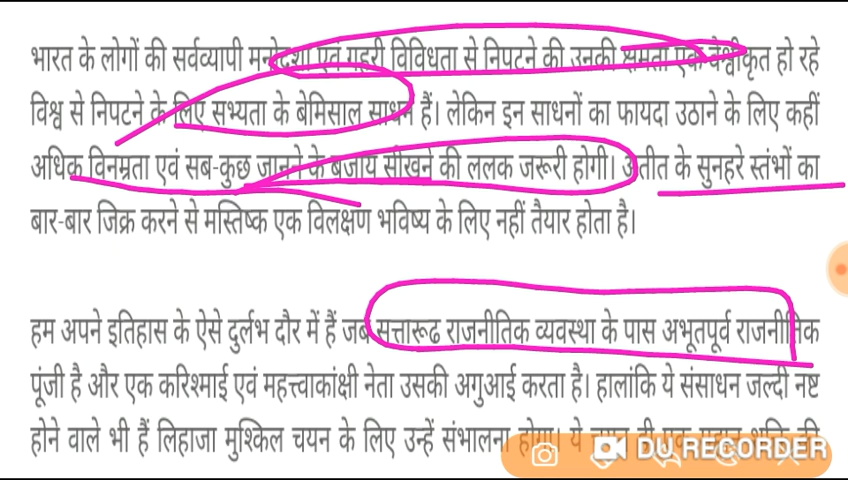 भारत के लोगों की सर्वव्यापी मनोदशा एवं गहरी विविधता से निपटने की उनकी क्षमता एक वैश्वीकृत हो रहे
विश्व से निपटने के लिए सभ्यता के बेमिसाल साधन हैं। लेकिन इन साधनों का फायदा उठाने के लिए कहीं
अधिक विनम्रता एवं सब-कुछ जानने के बजाय सीखने की ललक जरूरी होगी। अतीत के सुनहरे स्तंभों का
बार-बार जिक्र करने से मस्तिष्क एक विलक्षण भविष्य के लिए नहीं तैयार होता है।
हम अपने इतिहास के ऐसे दुर्लभ दौर में हैं जब सत्तारूढ राजनीतिक व्यवस्था के पास अभूतपूर्व राजनीतिक
पूंजी है और एक करिश्माई एवं महत्त्वाकांक्षी नेता उसकी अगुआई करता है। हालांकि ये संसाधन जल्दी नष्ट
होने वाले भी हैं लिहाजा मुश्किल चयन के लिए उन्हें संभालना होगा। ये
DU RECORDER